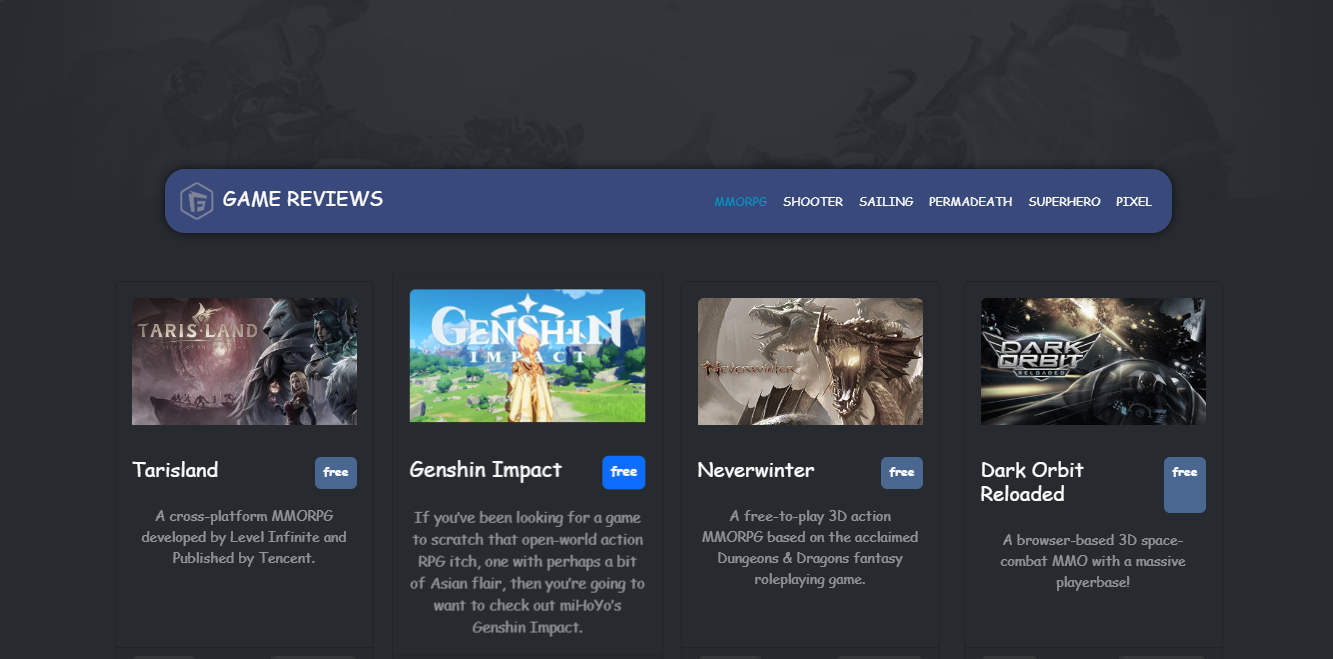 GAME REVIEWS
MMORPG SHOOTER SAILING PERMADEATH SUPERHERO PIXEL
TARISLAND
Tarisland
free
A cross-platform MMORPG
developed by Level Infinite and
Published by Tencent.
GENSHIN
IMPACT
Genshin Impact
free
If you've been looking for a game
to scratch that open-world action
RPG itch, one with perhaps a bit
of Asian flair, then you're going to
want to check out miHoYo's
Genshin Impact.
NEVERWINTER
Neverwinter
free
A free-to-play 3D action
MMORPG based on the acclaimed
Dungeons & Dragons fantasy
roleplaying game.
DARK
ORBIT
RELOADED
Dark Orbit
Reloaded
free
A browser-based 3D space-
combat MMO with a massive
playerbase!